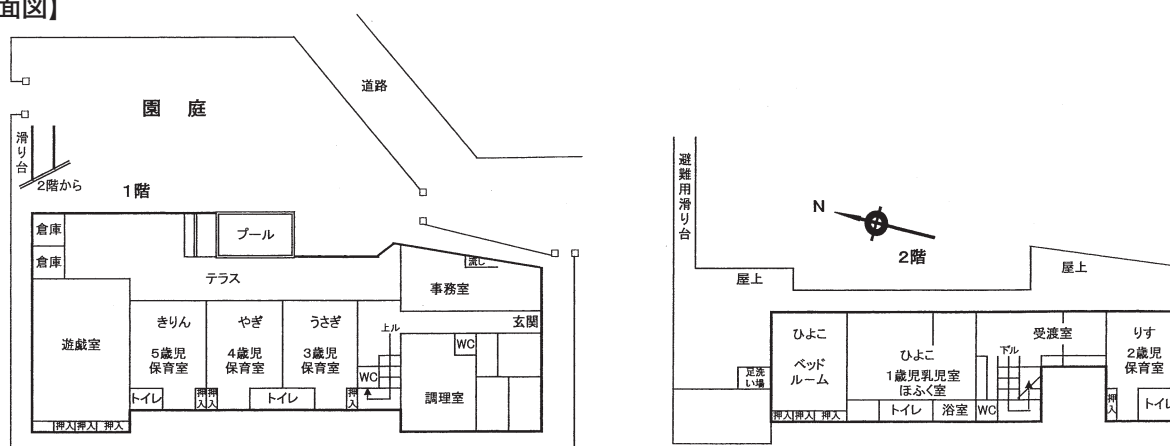 面図】
道路
園 庭
滑り台
2階から
1階
倉庫
倉庫
プール
テラス
流し
事務室
玄関
遊戯室
きりん
5歳児
保育室
やぎ
4歳児
保育室
うさぎ
3歳児
保育室
上ル
WC
WC
調理室
トイレ
押入
押入
トイレ
押入
押入
押入
押入
避難用滑り台
N
2階
屋上
屋上
ひよこ
ベッド
ルーム
ひよこ
1歳児乳児室
ほふく室
受渡室
下ル
りす
2歳児
保育室
足洗
い場
押入
押入
押入
トイレ
浴室
WC
押入
トイレ